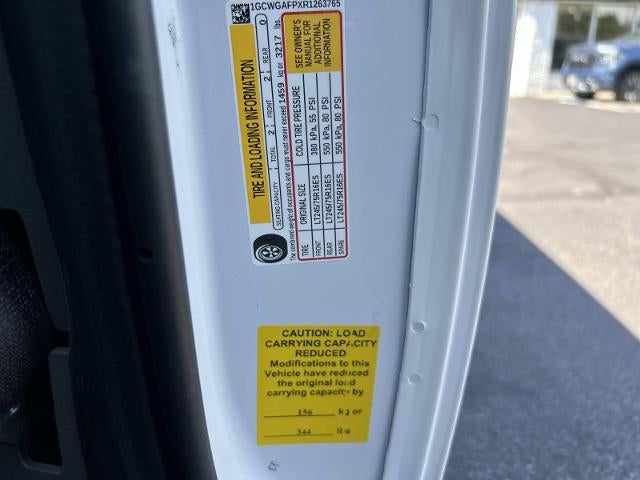 1GCWGAFPXR1263765
TIRE AND LOADING INFORMATION
SEATING CAPACITY TOTAL 2 FRONT 2 REAR 0
The combined weight of occupants and cargo must never exceed 1459 kg or 3217 lbs.
TIRE ORIGINAL SIZE COLD TIRE PRESSURE
FRONT LT245/75R16ES 380 kPa, 55 PSI
REAR LT245/75R16ES 550 kPa, 80 PSI
SPARE LT245/75R16ES 550 kPa, 80 PSI
SEE OWNER'S
MANUAL FOR
ADDITIONAL
INFORMATION
CAUTION: LOAD
CARRYING CAPACITY
REDUCED
Modifications to this
Vehicle have reduced
the original load
carrying capacity by
156 kg or
344 lbs